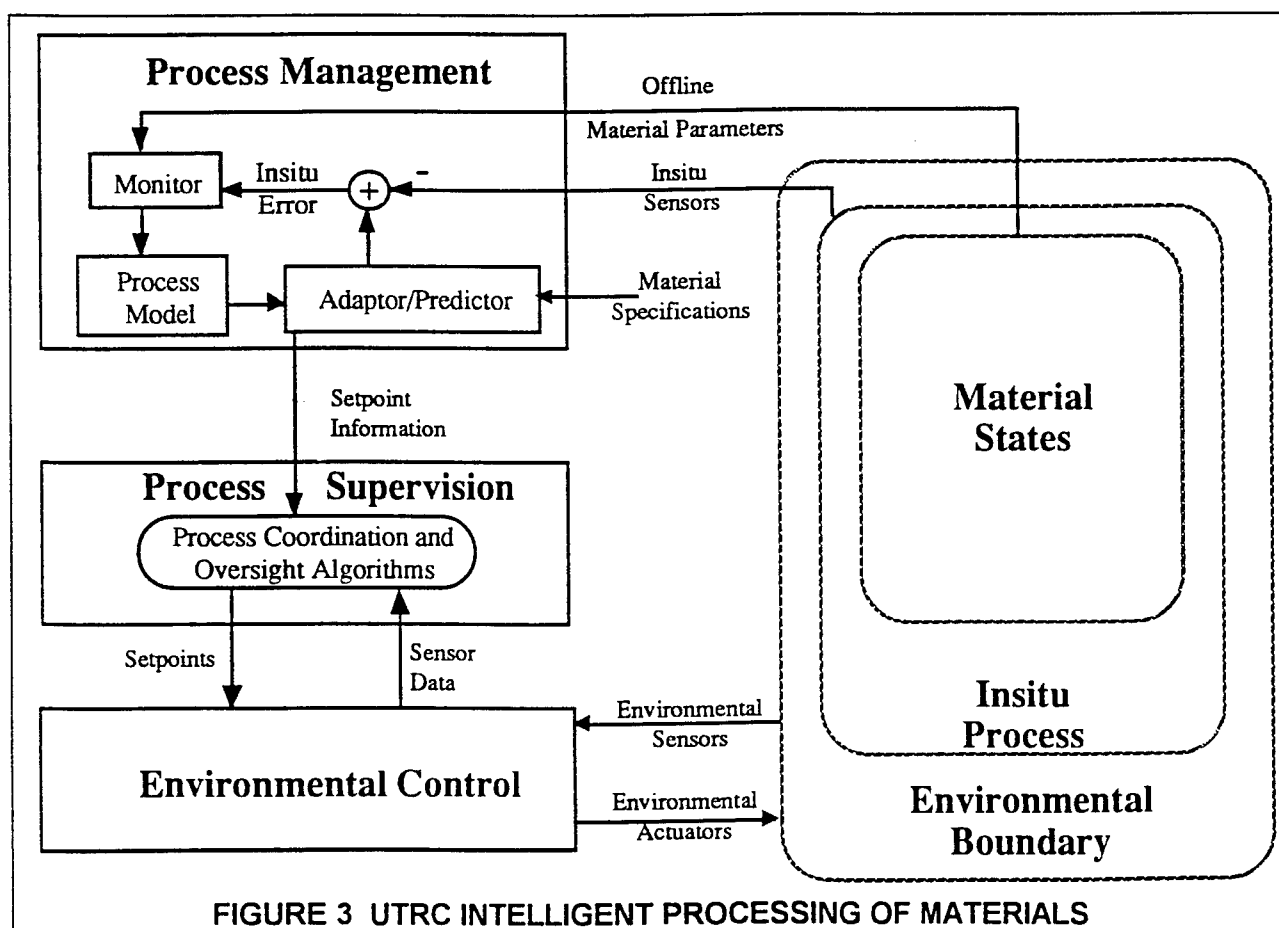 Process Management
Offline
Material Parameters
Monitor
Insitu
Error
+
-
Insitu
Sensors
Process
Model
Adaptor/Predictor
Material
Specifications
Setpoint
Information
Process Supervision
Process Coordination and
Oversight Algorithms
Setpoints
Sensor
Data
Environmental Control
Environmental
Sensors
Environmental
Actuators
Material
States
Insitu
Process
Environmental
Boundary
FIGURE 3 UTRC INTELLIGENT PROCESSING OF MATERIALS